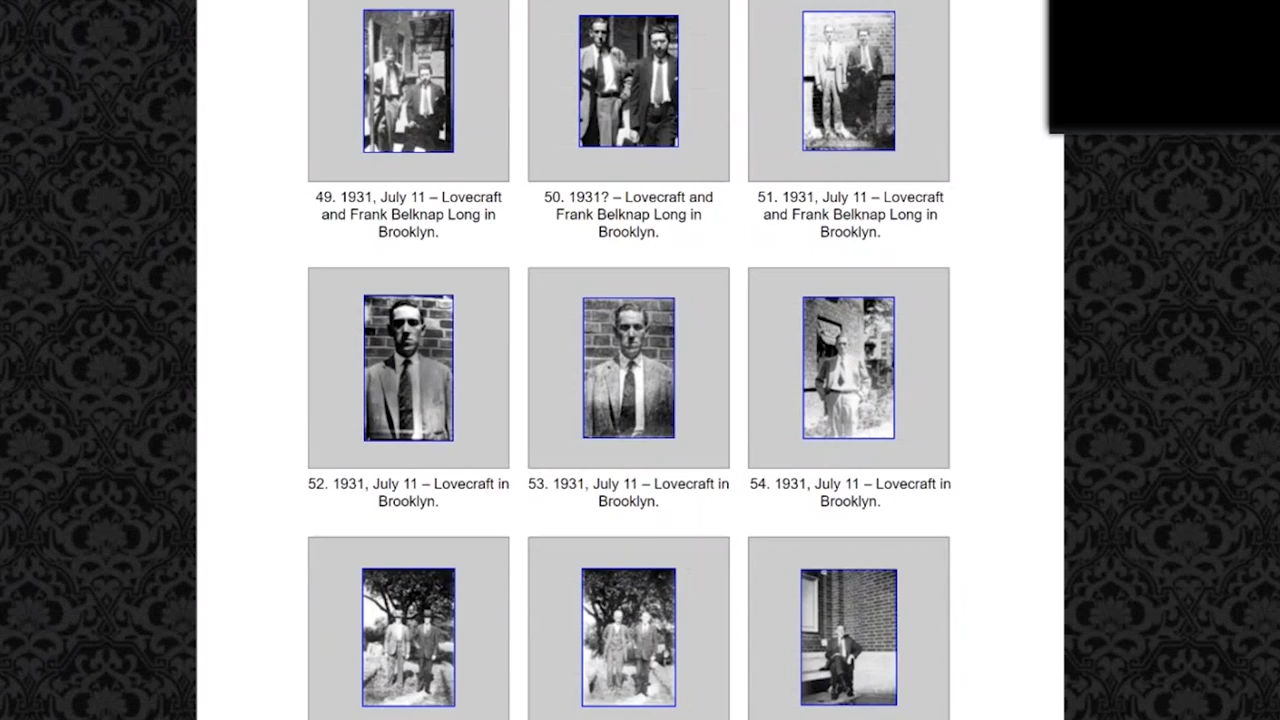 49. 1931, July 11 – Lovecraft
and Frank Belknap Long in
Brooklyn.
50. 1931? – Lovecraft and
Frank Belknap Long in
Brooklyn.
51. 1931, July 11 – Lovecraft
and Frank Belknap Long in
Brooklyn.
52. 1931, July 11 – Lovecraft in
Brooklyn.
53. 1931, July 11 – Lovecraft in
Brooklyn.
54. 1931, July 11 – Lovecraft in
Brooklyn.